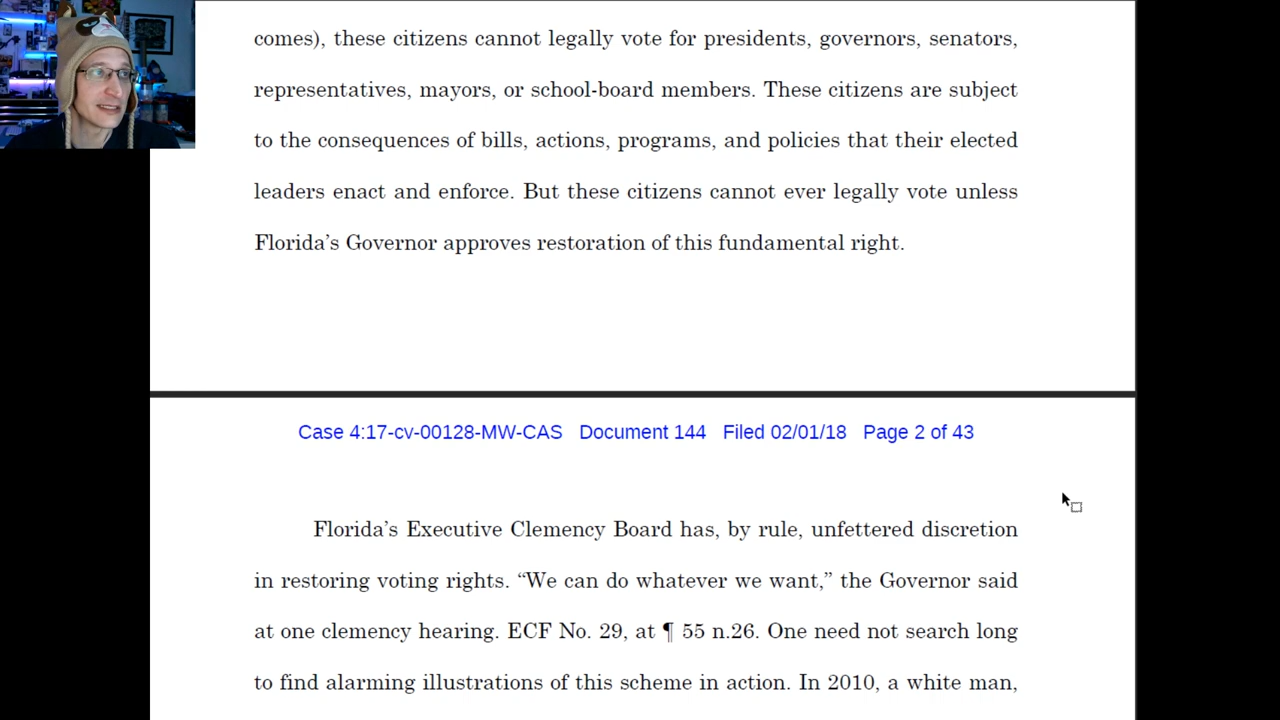 comes), these citizens cannot legally vote for presidents, governors, senators,
representatives, mayors, or school-board members. These citizens are subject
to the consequences of bills, actions, programs, and policies that their elected
leaders enact and enforce. But these citizens cannot ever legally vote unless
Florida’s Governor approves restoration of this fundamental right.
Case 4:17-cv-00128-MW-CAS Document 144 Filed 02/01/18 Page 2 of 43
Florida’s Executive Clemency Board has, by rule, unfettered discretion
in restoring voting rights. “We can do whatever we want,” the Governor said
at one clemency hearing. ECF No. 29, at ¶ 55 n.26. One need not search long
to find alarming illustrations of this scheme in action. In 2010, a white man,